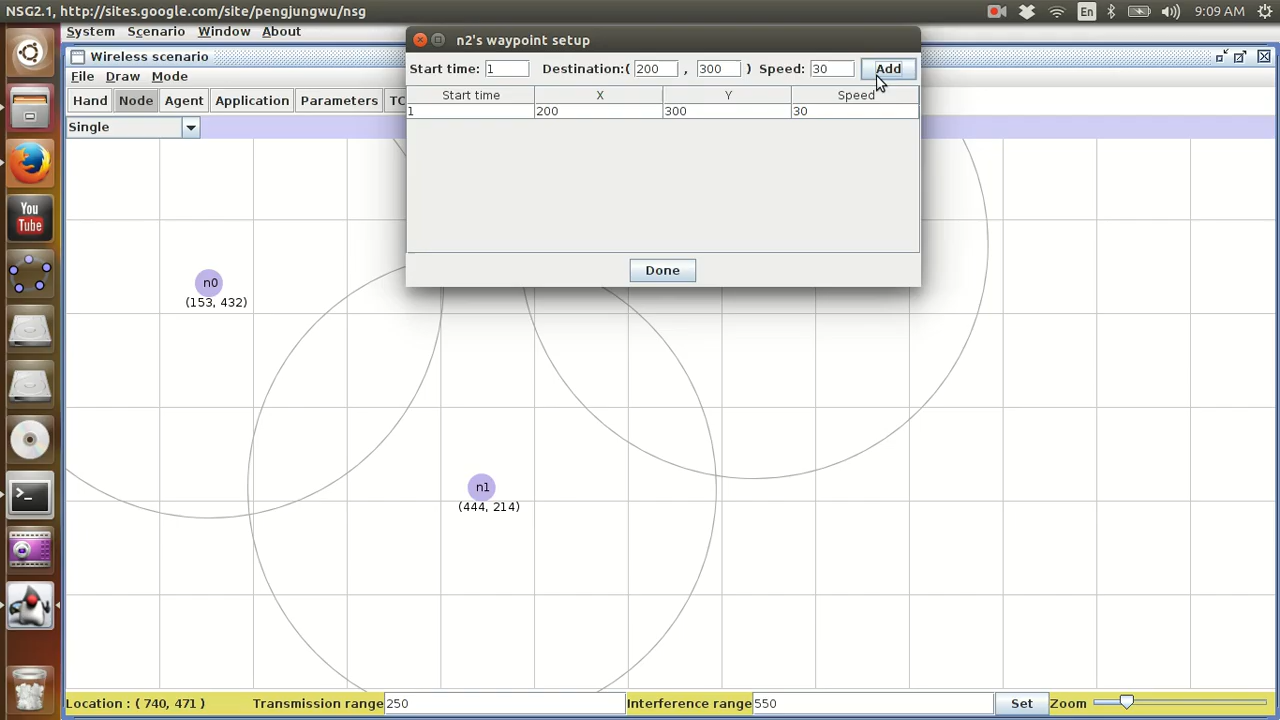 NSG2.1, http://sites.google.com/site/pengjungwu/nsg
En
9:09 AM
System Scenario Window About
Wireless scenario
File Draw Mode
Hand Node Agent Application Parameters TC
Single
n2's waypoint setup
Start time: 1 Destination:( 200 , 300 ) Speed: 30 Add
Start time X Y Speed
1 200 300 30
Done
n0
(153, 432)
n1
(444, 214)
You
Tube
Location : ( 740, 471 ) Transmission range 250 Interference range 550 Set Zoom